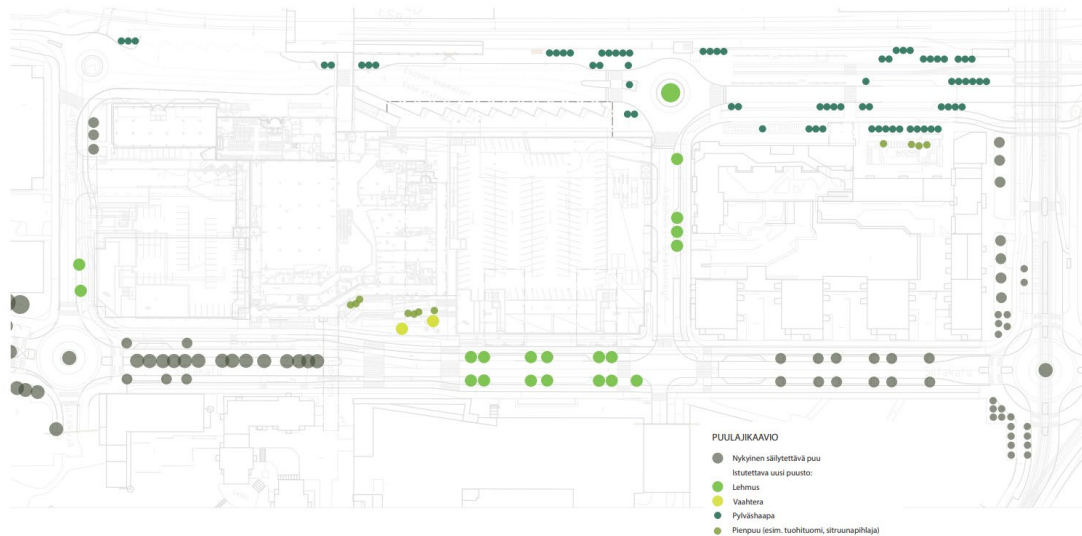 PUULAJIKAAVIO
Nykyinen säilytettävä puu
Istutettava uusi puusto:
Lehmus
Vaahtera
Pylväshaapa
Pienpuu (esim. tuohituomi, sitruunapihlaja)